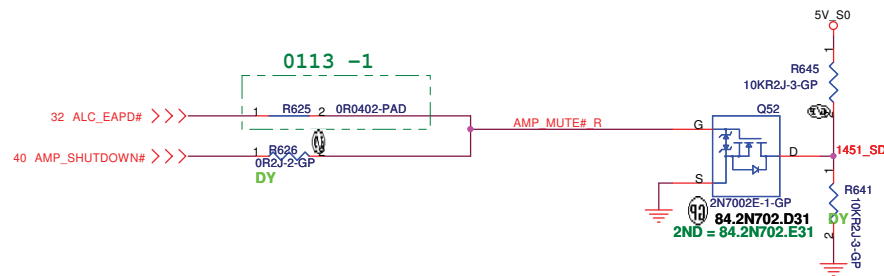 5V_S0
0113 -1
1
R645
10KR2J-3-GP
32 ALC_EAPD#
1
R625
2
0R0402-PAD
Q52
AMP_MUTE#_R
G
40 AMP_SHUTDOWN#
1
R626
0R2J-2-GP
DY
D
1451_SD
S
1
R641
10KR2J-3-GP
DY
2
2N7002E-1-GP
84.2N702.D31
2ND = 84.2N702.E31